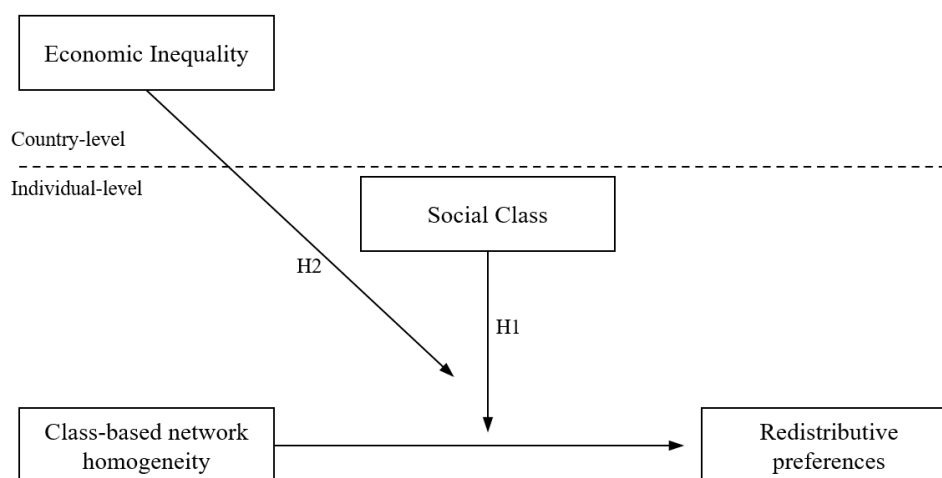 Economic Inequality
Country-level
Individual-level
Social Class
H2
H1
Class-based network
homogeneity
Redistributive
preferences